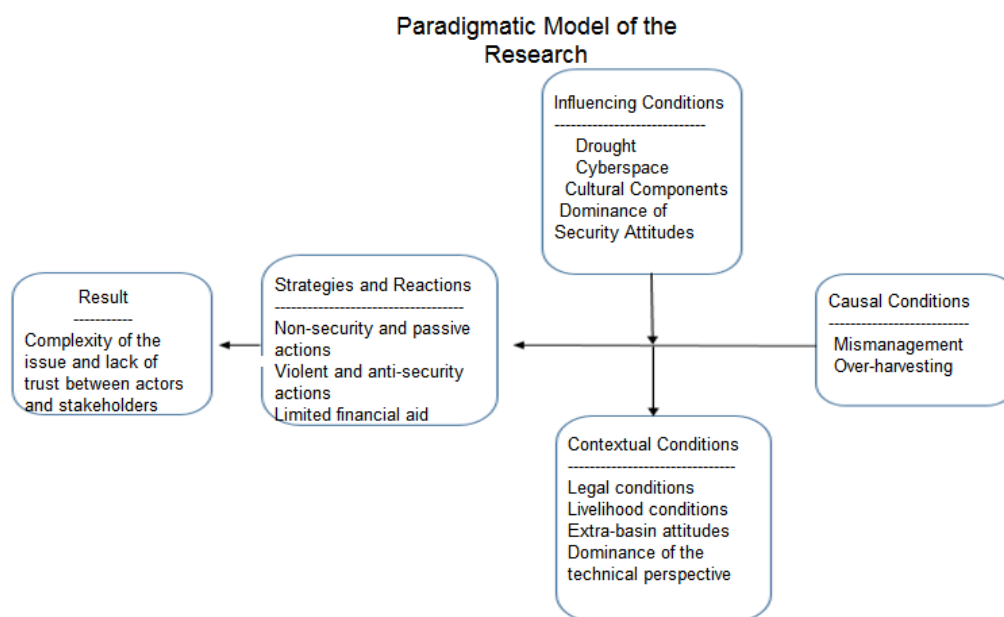 Paradigmatic Model of the
Research
Influencing Conditions
----------------------------
Drought
Cyberspace
Cultural Components
Dominance of
Security Attitudes
Strategies and Reactions
-----------------------------------
Non-security and passive
actions
Violent and anti-security
actions
Limited financial aid
Result
-----------
Complexity of the
issue and lack of
trust between actors
and stakeholders
Causal Conditions
--------------------------
Mismanagement
Over-harvesting
Contextual Conditions
-------------------------------
Legal conditions
Livelihood conditions
Extra-basin attitudes
Dominance of the
technical perspective